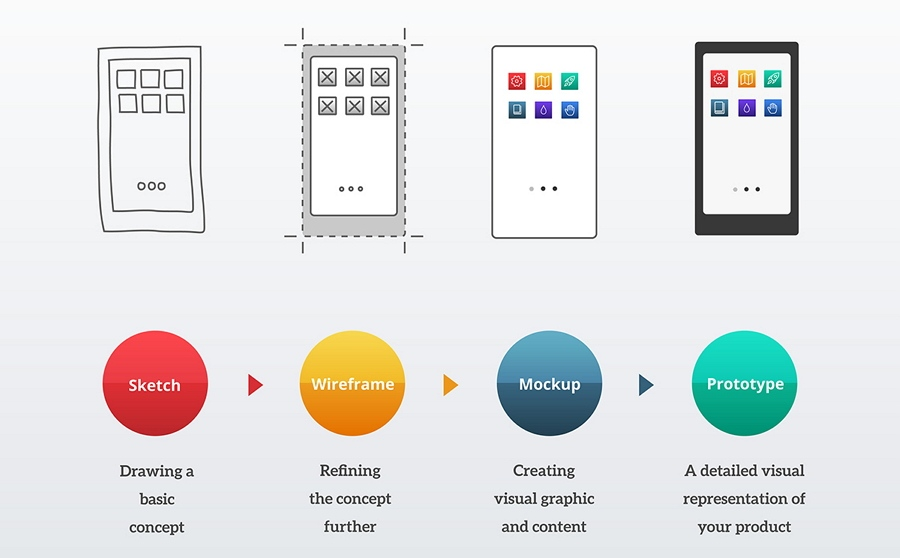 Sketch
Wireframe
Mockup
Prototype
Drawing a
basic
concept
Refining
the concept
further
Creating
visual graphic
and content
A detailed visual
representation of
your product